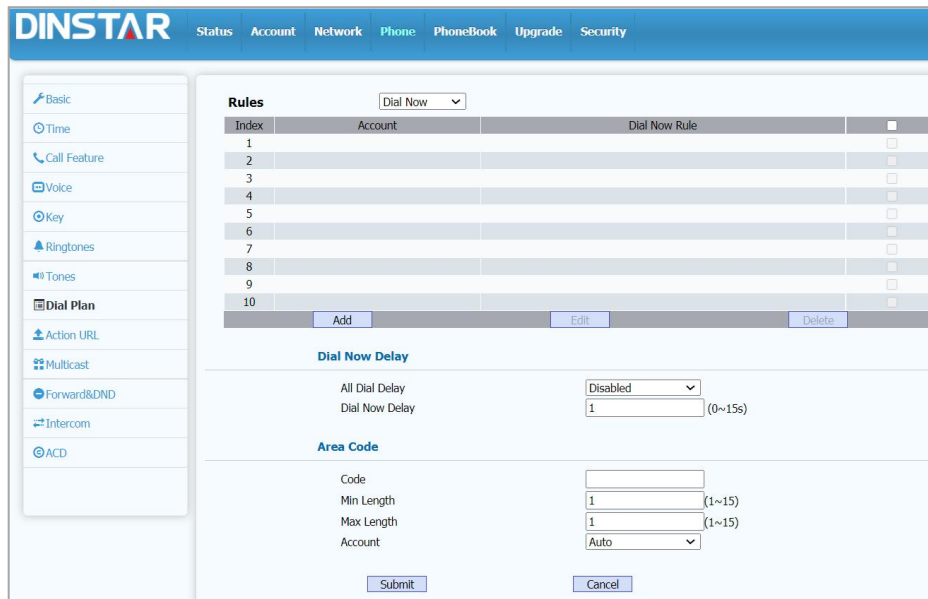 DINSTAR
Status Account Network Phone PhoneBook Upgrade Security
Basic
Time
Call Feature
Voice
Key
Ringtones
Tones
Dial Plan
Action URL
Multicast
Forward&DND
Intercom
ACD
Rules Dial Now
Index Account Dial Now Rule
1
2
3
4
5
6
7
8
9
10
Add Edit Delete
Dial Now Delay
All Dial Delay Disabled
Dial Now Delay 1 (0~15s)
Area Code
Code
Min Length 1 (1~15)
Max Length 1 (1~15)
Account Auto
Submit Cancel